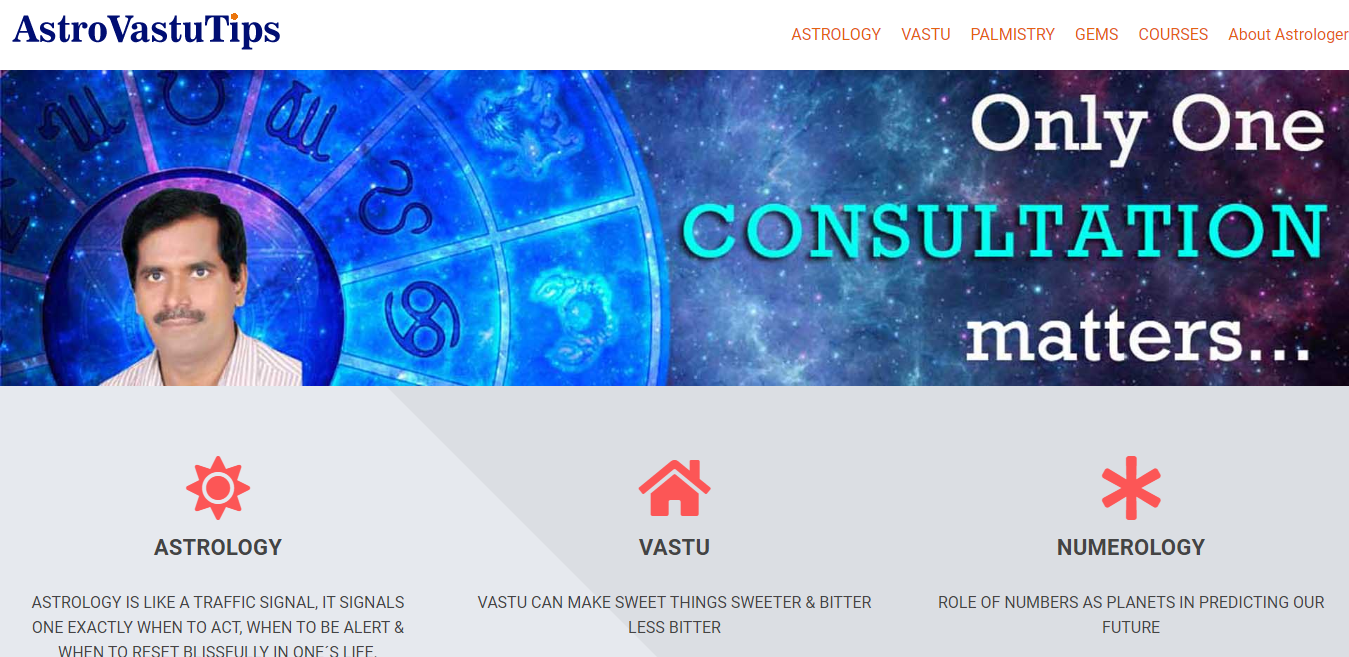 AstroVastuTips
ASTROLOGY VASTU PALMISTRY GEMS COURSES About Astrologer
Only One
CONSULTATION
matters...
ASTROLOGY
VASTU
NUMEROLOGY
ASTROLOGY IS LIKE A TRAFFIC SIGNAL, IT SIGNALS
ONE EXACTLY WHEN TO ACT, WHEN TO BE ALERT &
WHEN TO RESET BLISSFULLY IN ONE´S LIFE.
VASTU CAN MAKE SWEET THINGS SWEETER & BITTER
LESS BITTER
ROLE OF NUMBERS AS PLANETS IN PREDICTING OUR
FUTURE